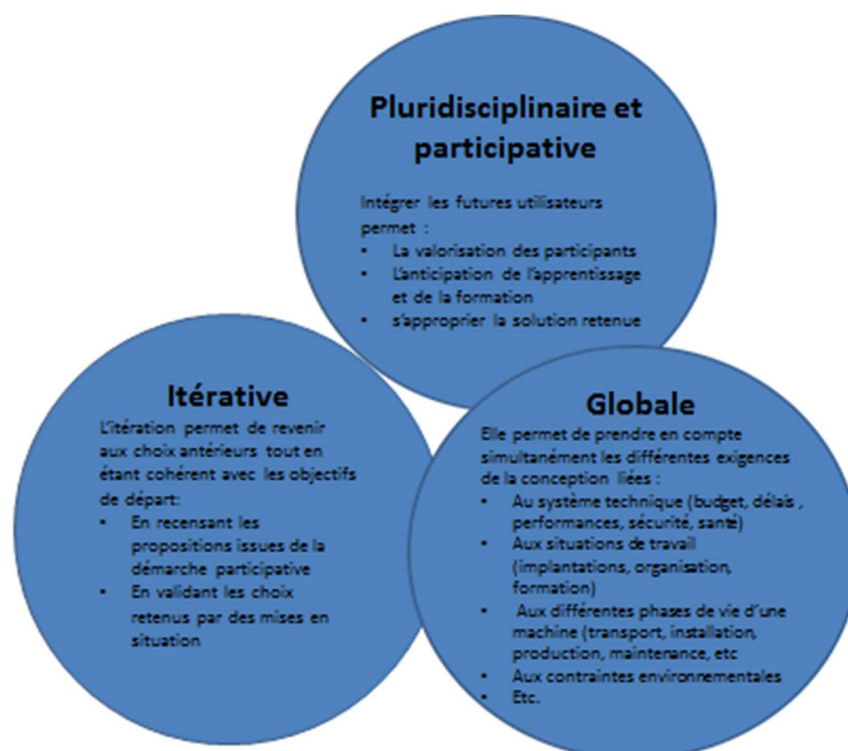 Pluridisciplinaire et
participative
Intégrer les futures utilisateurs
permet :
• La valorisation des participants
• L'anticipation de l'apprentissage
et de la formation
• s'approprier la solution retenue
Itérative
L'itération permet de revenir
aux choix antérieurs tout en
étant cohérent avec les objectifs
de départ:
• En recensant les
propositions issues de la
démarche participative
• En validant les choix
retenus par des mises en
situation
Globale
Elle permet de prendre en compte
simultanément les différentes exigences
de la conception liées :
• Au système technique (budget, délais ,
performances, sécurité, santé)
• Aux situations de travail
(implantations, organisation,
formation)
• Aux différentes phases de vie d'une
machine (transport, installation,
production, maintenance, etc
• Aux contraintes environnementales
• Etc.